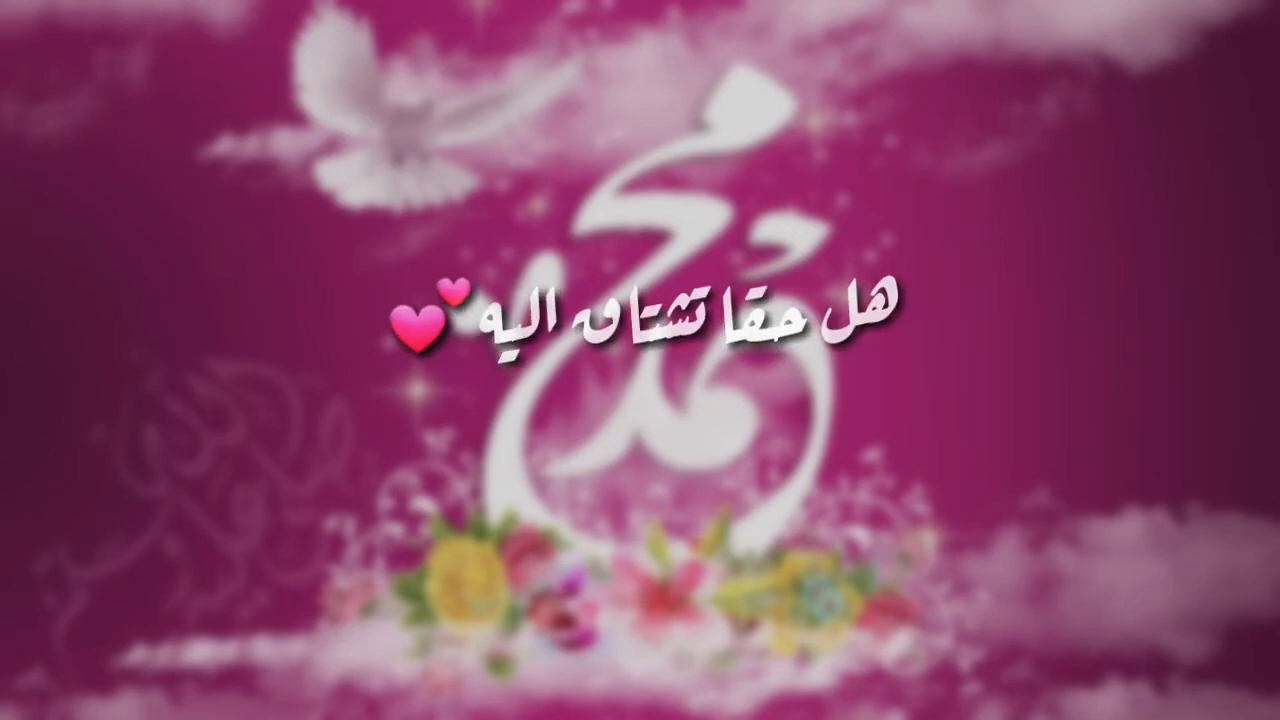 هل حقا تشتاق اليه 💕
محمد